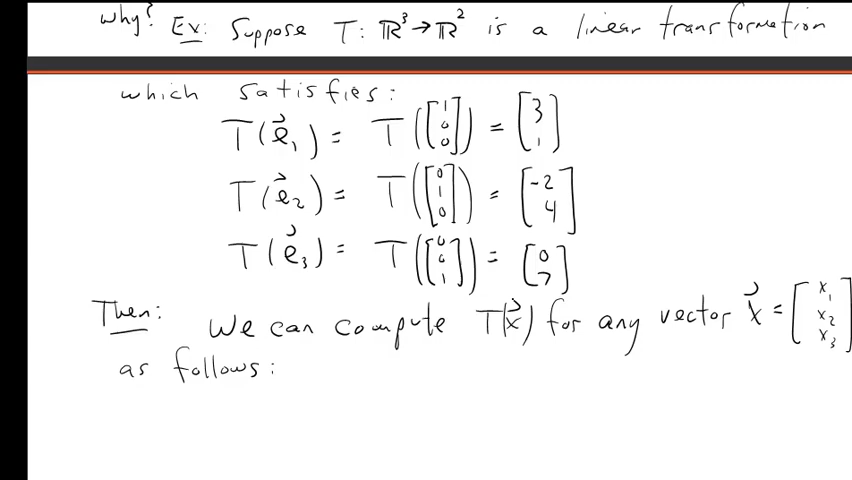 why? Ex: Suppose T: ℝ³→ℝ² is a linear transformation
which satisfies:
T(e⃗₁) = T([1 0 0]) = [3 1]
T(e⃗₂) = T([0 1 0]) = [-2 4]
T(e⃗₃) = T([0 0 1]) = [0 7]
Then: We can compute T(x⃗) for any vector x⃗ = [x₁ x₂ x₃]
as follows: